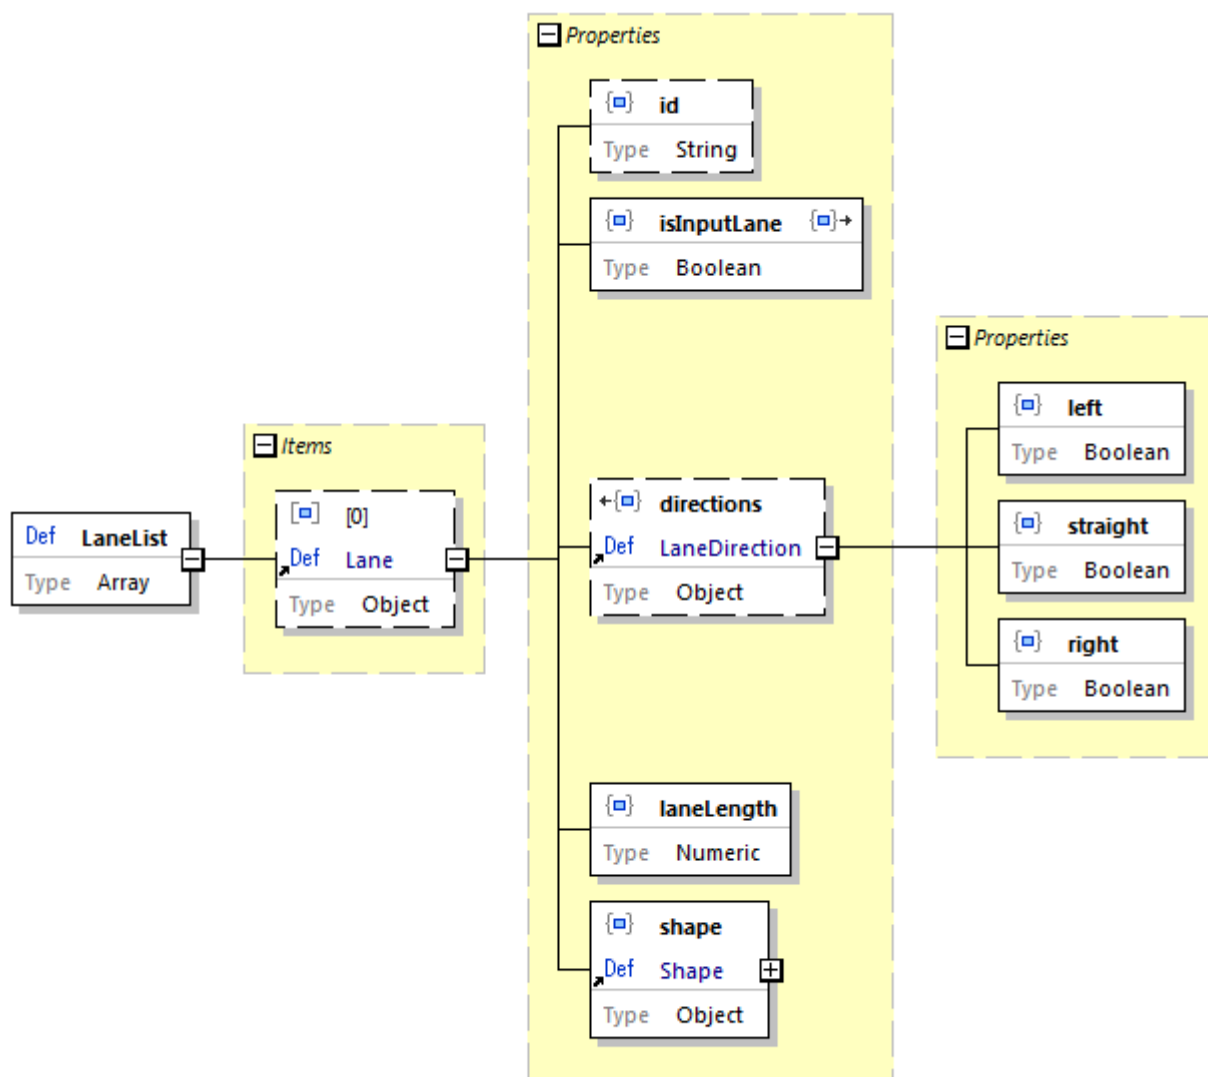 Properties
id
Type String
isInputLane
Type Boolean
Properties
left
Type Boolean
Items
[0]
Def Lane
Type Object
Def LaneList
Type Array
directions
Def LaneDirection
Type Object
straight
Type Boolean
right
Type Boolean
laneLength
Type Numeric
shape
Def Shape
Type Object